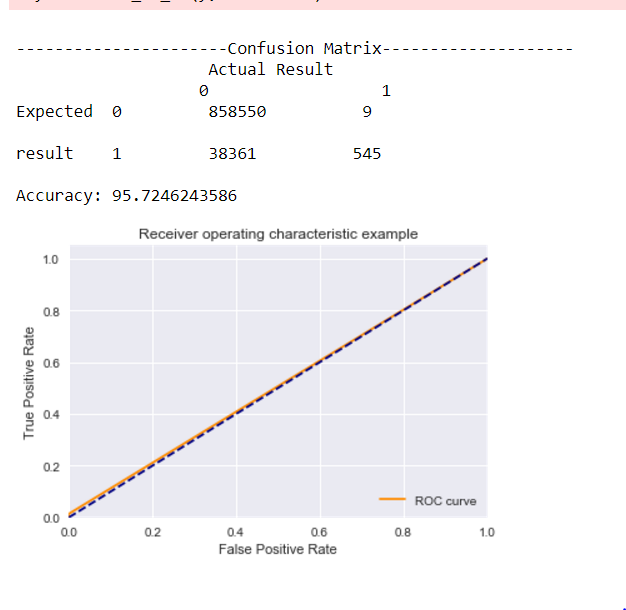 ----------------------Confusion Matrix--------------------
Actual Result
0 1
Expected 0 858550 9
result 1 38361 545
Accuracy: 95.7246243586
Receiver operating characteristic example
True Positive Rate
1.0
0.8
0.6
0.4
0.2
0.0
ROC curve
0.0 0.2 0.4 0.6 0.8 1.0
False Positive Rate